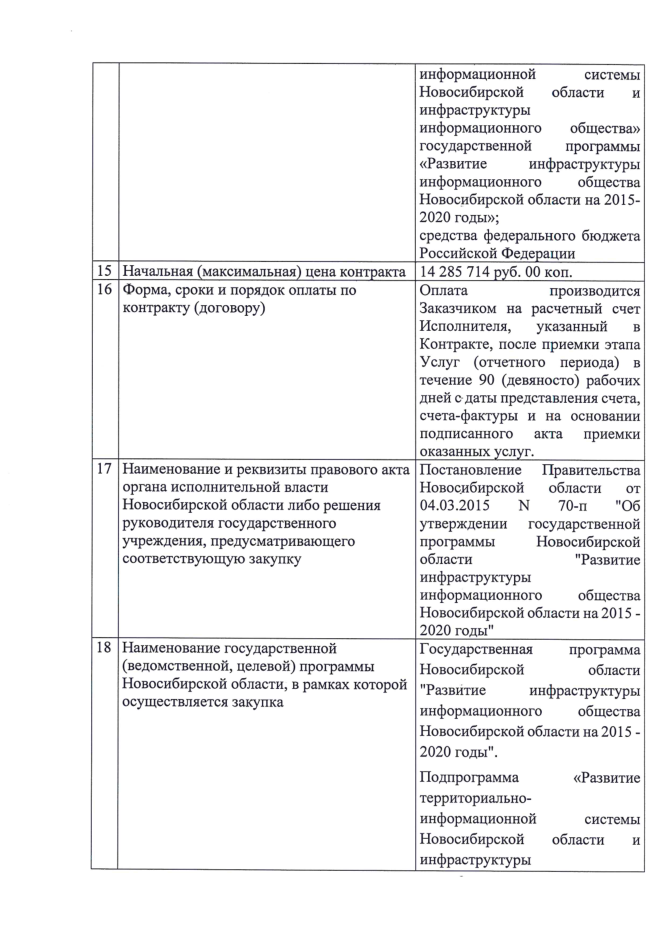 информационной системы
Новосибирской области и
инфраструктуры
информационного общества»
государственной программы
«Развитие инфраструктуры
информационного общества
Новосибирской области на 2015-
2020 годы»;
средства федерального бюджета
Российской Федерации
15 Начальная (максимальная) цена контракта 14 285 714 руб. 00 коп.
16 Форма, сроки и порядок оплаты по
контракту (договору)
Оплата производится
Заказчиком на расчетный счет
Исполнителя, указанный в
Контракте, после приемки этапа
Услуг (отчетного периода) в
течение 90 (девяносто) рабочих
дней с даты представления счета,
счета-фактуры и на основании
подписанного акта приемки
оказанных услуг.
17 Наименование и реквизиты правового акта
органа исполнительной власти
Новосибирской области либо решения
руководителя государственного
учреждения, предусматривающего
соответствующую закупку
Постановление Правительства
Новосибирской области от
04.03.2015 N 70-п "Об
утверждении государственной
программы Новосибирской
области "Развитие
инфраструктуры
информационного общества
Новосибирской области на 2015 -
2020 годы"
18 Наименование государственной
(ведомственной, целевой) программы
Новосибирской области, в рамках которой
осуществляется закупка
Государственная программа
Новосибирской области
"Развитие инфраструктуры
информационного общества
Новосибирской области на 2015 -
2020 годы".
Подпрограмма «Развитие
территориально-
информационной системы
Новосибирской области и
инфраструктуры